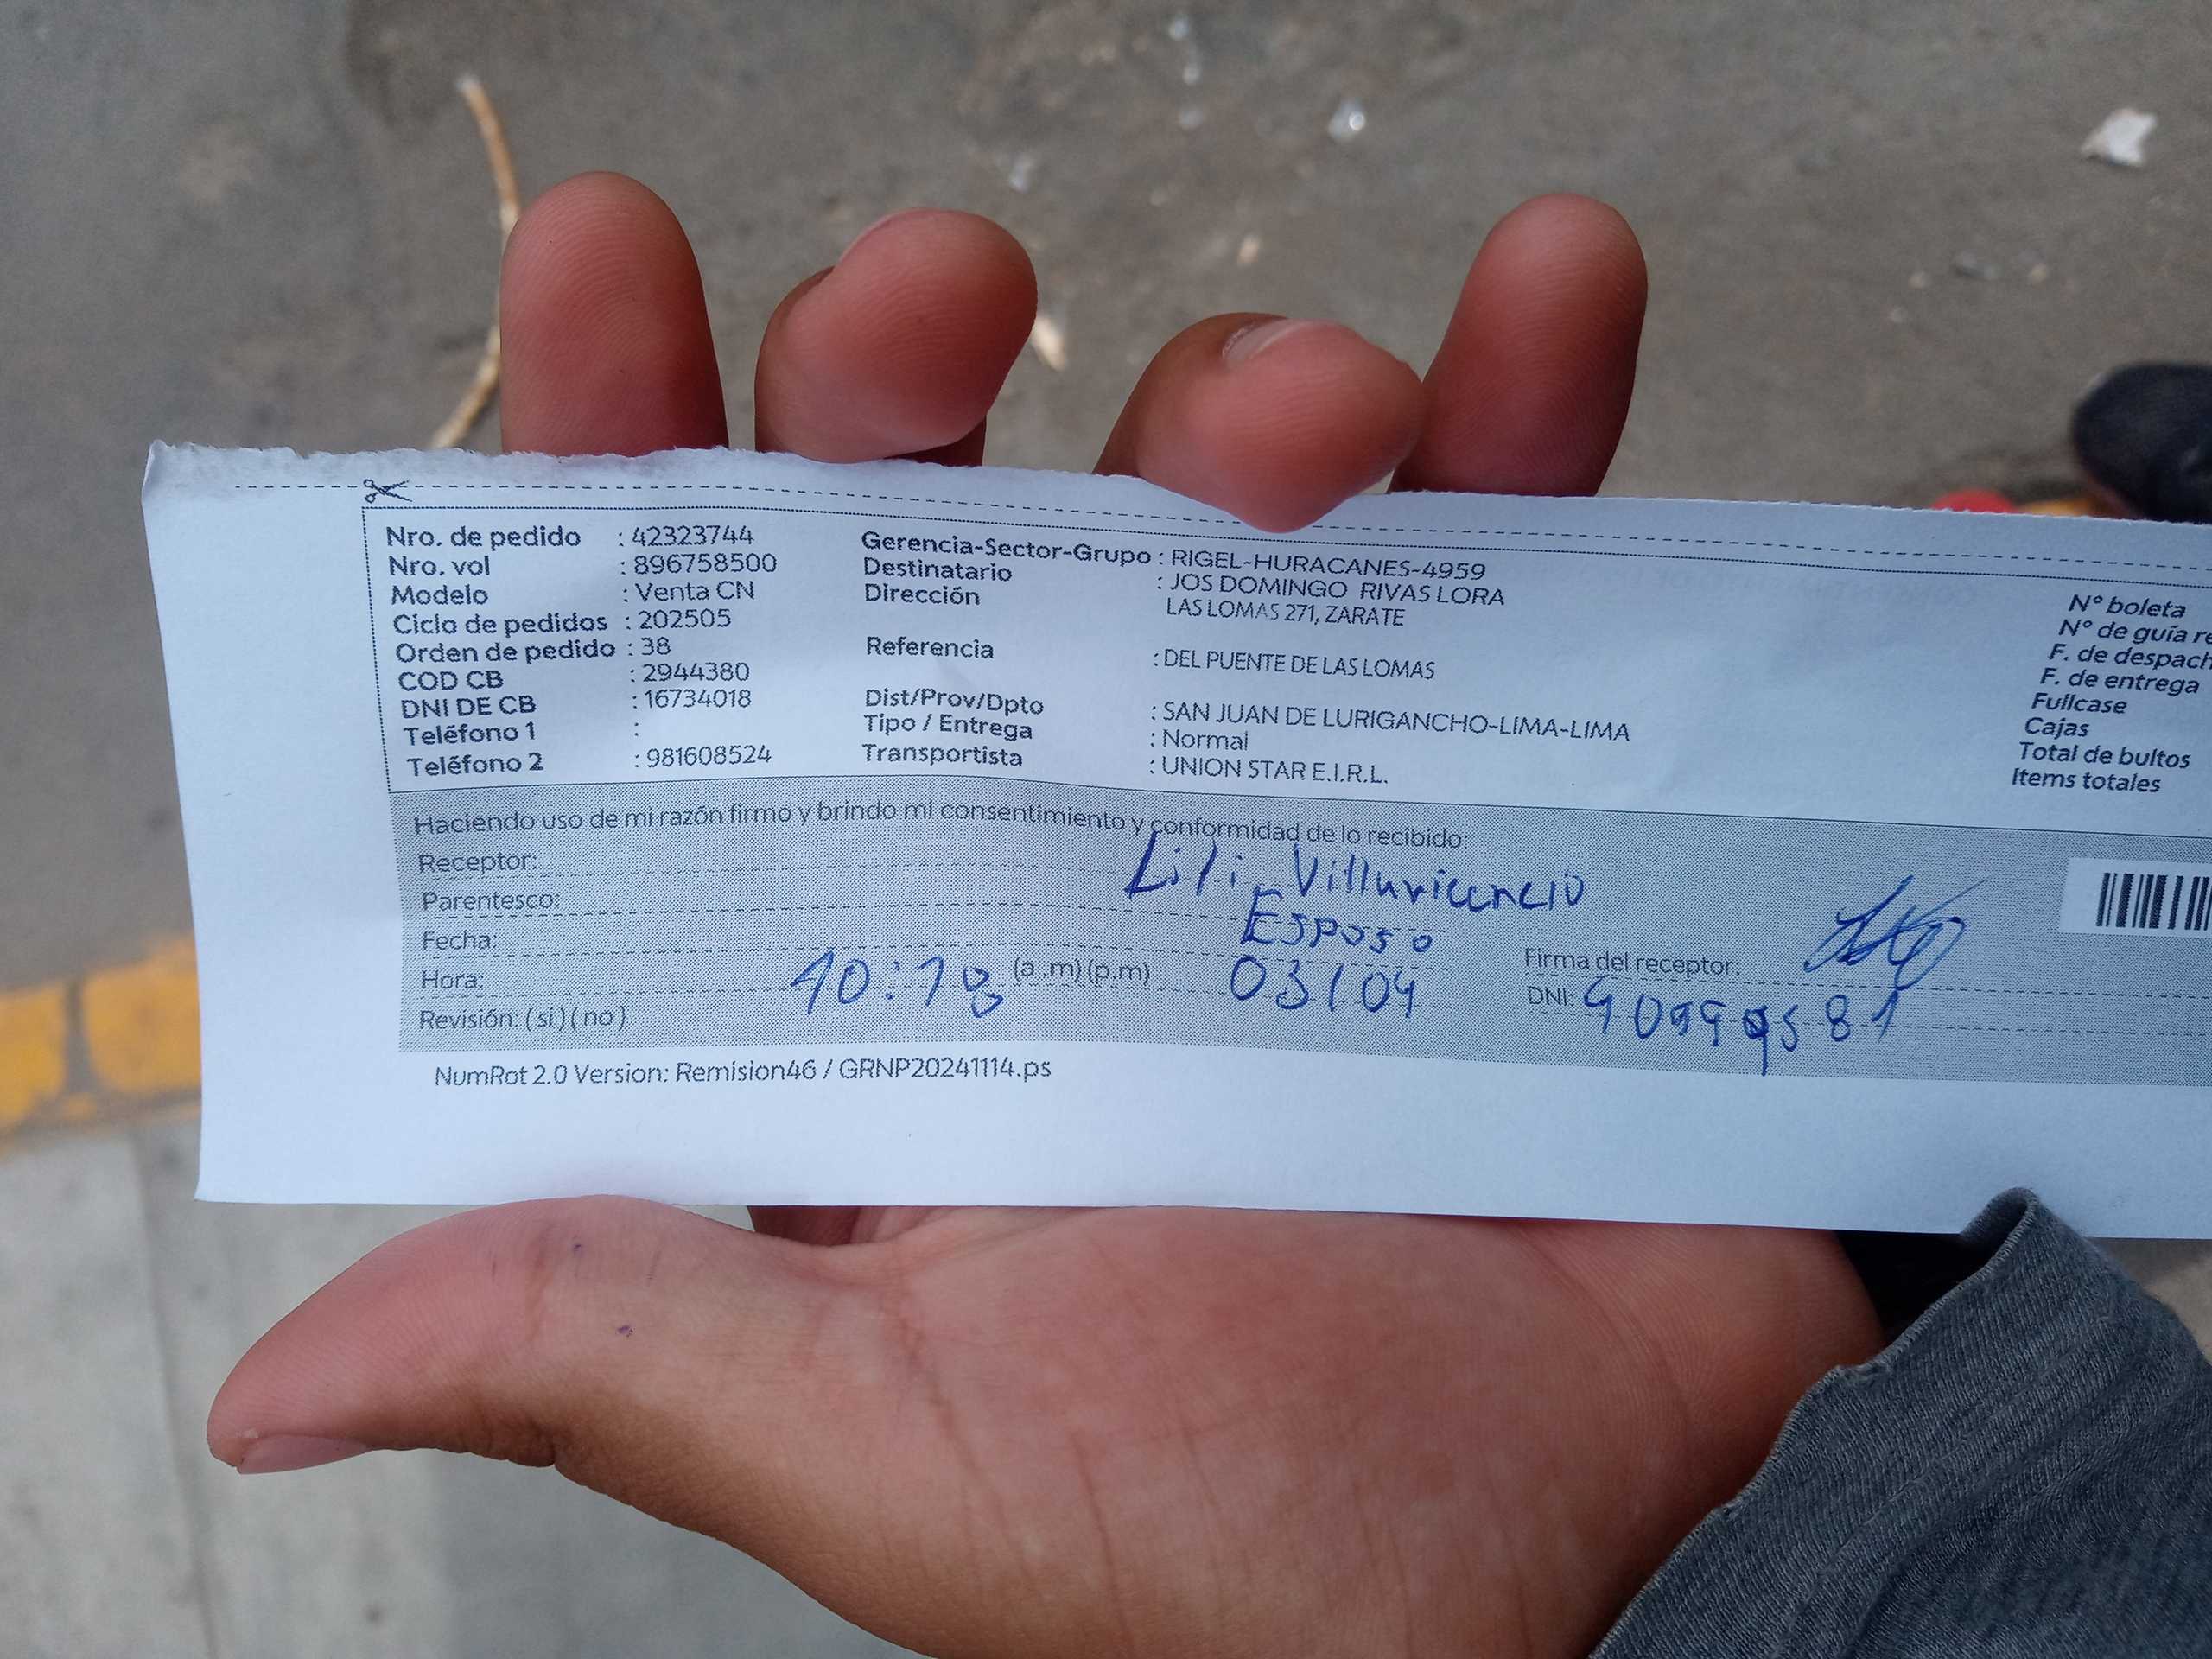 Nro. de pedido : 42323744
Nro. vol : 896758500
Modelo : Venta CN
Ciclo de pedidos : 202505
Orden de pedido : 38
COD CB : 2944380
DNI DE CB : 16734018
Teléfono 1 :
Teléfono 2 : 981608524
Gerencia-Sector-Grupo : RIGEL-HURACANES-4959
Destinatario : JOS DOMINGO RIVAS LORA
Dirección LAS LOMAS 271, ZARATE
Referencia : DEL PUENTE DE LAS LOMAS
Dist/Prov/Dpto : SAN JUAN DE LURIGANCHO-LIMA-LIMA
Tipo / Entrega : Normal
Transportista : UNION STAR E.I.R.L.
N° boleta
N° de guía re
F. de despach
F. de entrega
Fullcase
Cajas
Total de bultos
Items totales
Haciendo uso de mi razón firmo y brindo mi consentimiento y conformidad de lo recibido:
Receptor: Lili Villavicencio
Parentesco: Esposo
Fecha: 03/04
Hora: 10:18 (a .m) (p.m)
Revisión: ( si ) ( no )
Firma del receptor:
DNI:
NumRot 2.0 Version: Remision46 / GRNP20241114.ps